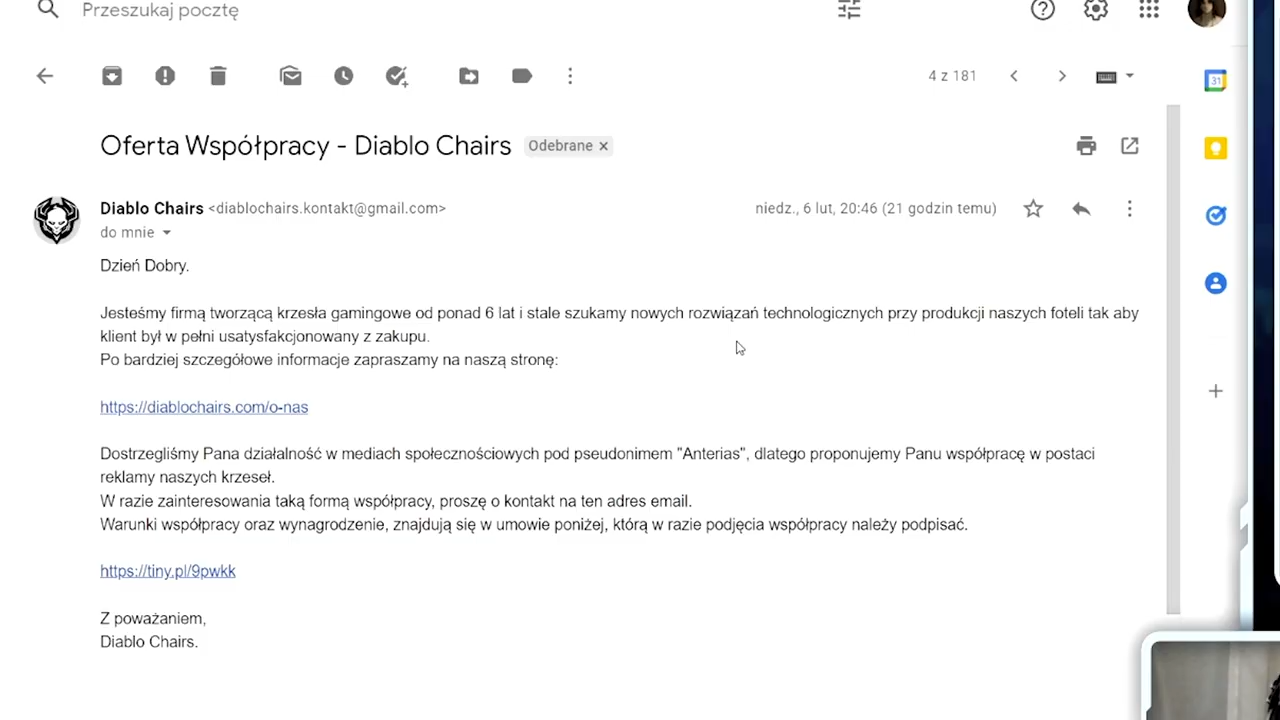 Przeszukaj pocztę
4 z 181
Oferta Współpracy - Diablo Chairs Odebrane ×
Diablo Chairs <diablochairs.kontakt@gmail.com> niedz., 6 lut, 20:46 (21 godzin temu)
do mnie
Dzień Dobry.
Jesteśmy firmą tworzącą krzesła gamingowe od ponad 6 lat i stale szukamy nowych rozwiązań technologicznych przy produkcji naszych foteli tak aby
klient był w pełni usatysfakcjonowany z zakupu.
Po bardziej szczegółowe informacje zapraszamy na naszą stronę:
https://diablochairs.com/o-nas
Dostrzegliśmy Pana działalność w mediach społecznościowych pod pseudonimem "Anterias", dlatego proponujemy Panu współpracę w postaci
reklamy naszych krzeseł.
W razie zainteresowania taką formą współpracy, proszę o kontakt na ten adres email.
Warunki współpracy oraz wynagrodzenie, znajdują się w umowie poniżej, którą w razie podjęcia współpracy należy podpisać.
https://tiny.pl/9pwkk
Z poważaniem,
Diablo Chairs.
31